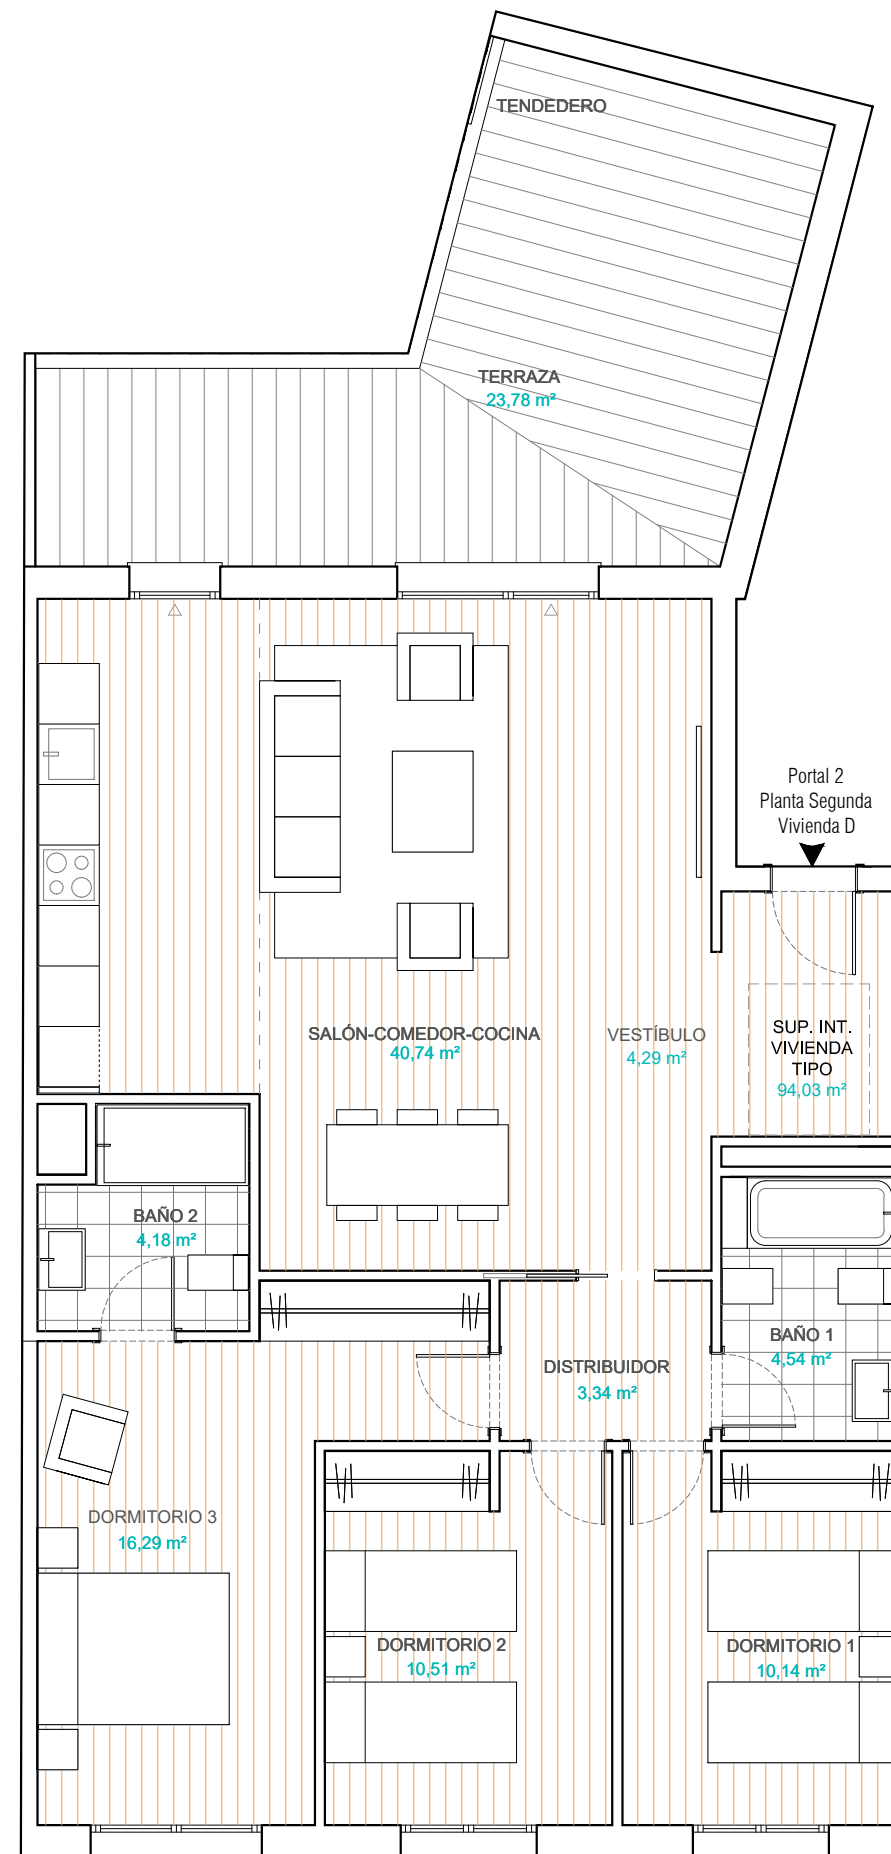 TENDEDERO
TERRAZA
23,78 m²
Portal 2
Planta Segunda
Vivienda D
SALÓN-COMEDOR-COCINA
40,74 m²
VESTÍBULO
4,29 m²
SUP. INT.
VIVIENDA
TIPO
94,03 m²
BAÑO 2
4,18 m²
BAÑO 1
4,54 m²
DISTRIBUIDOR
3,34 m²
DORMITORIO 3
16,29 m²
DORMITORIO 2
10,51 m²
DORMITORIO 1
10,14 m²